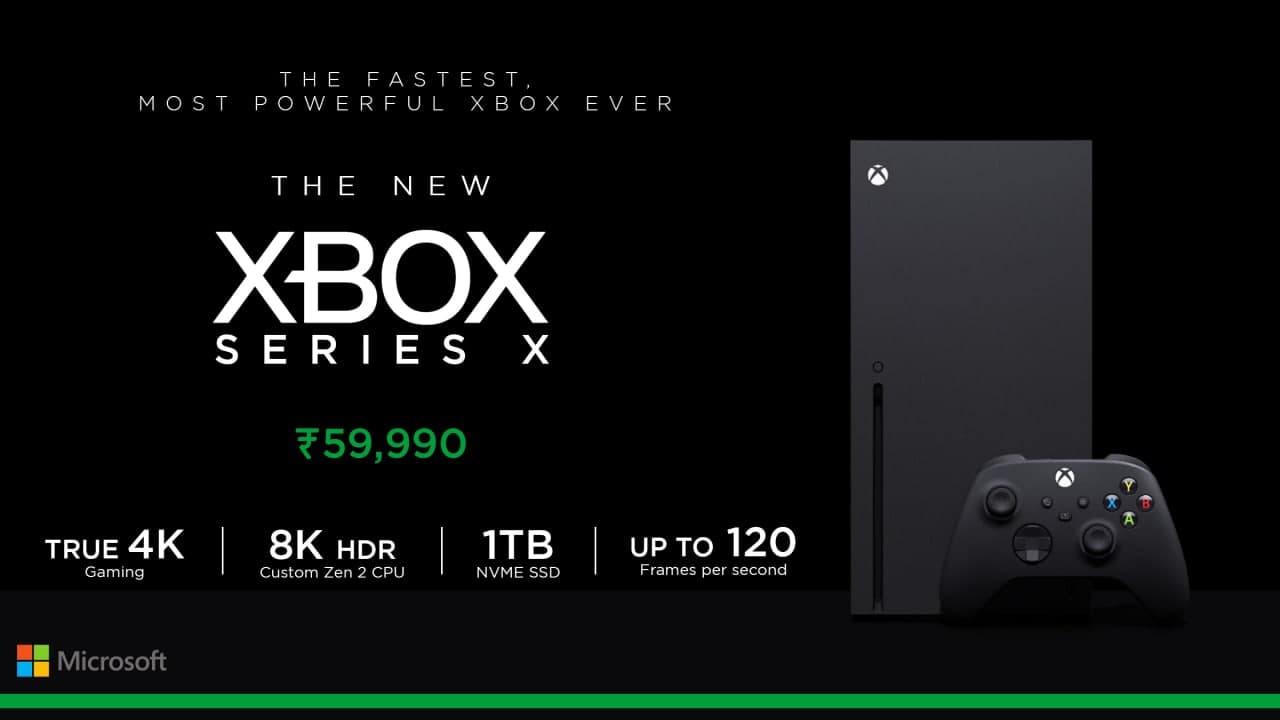 THE FASTEST,
MOST POWERFUL XBOX EVER
THE NEW
XBOX
SERIES X
₹59,990
TRUE 4K
Gaming
8K HDR
Custom Zen 2 CPU
1TB
NVME SSD
UP TO 120
Frames per second
Y
X B
A
Microsoft